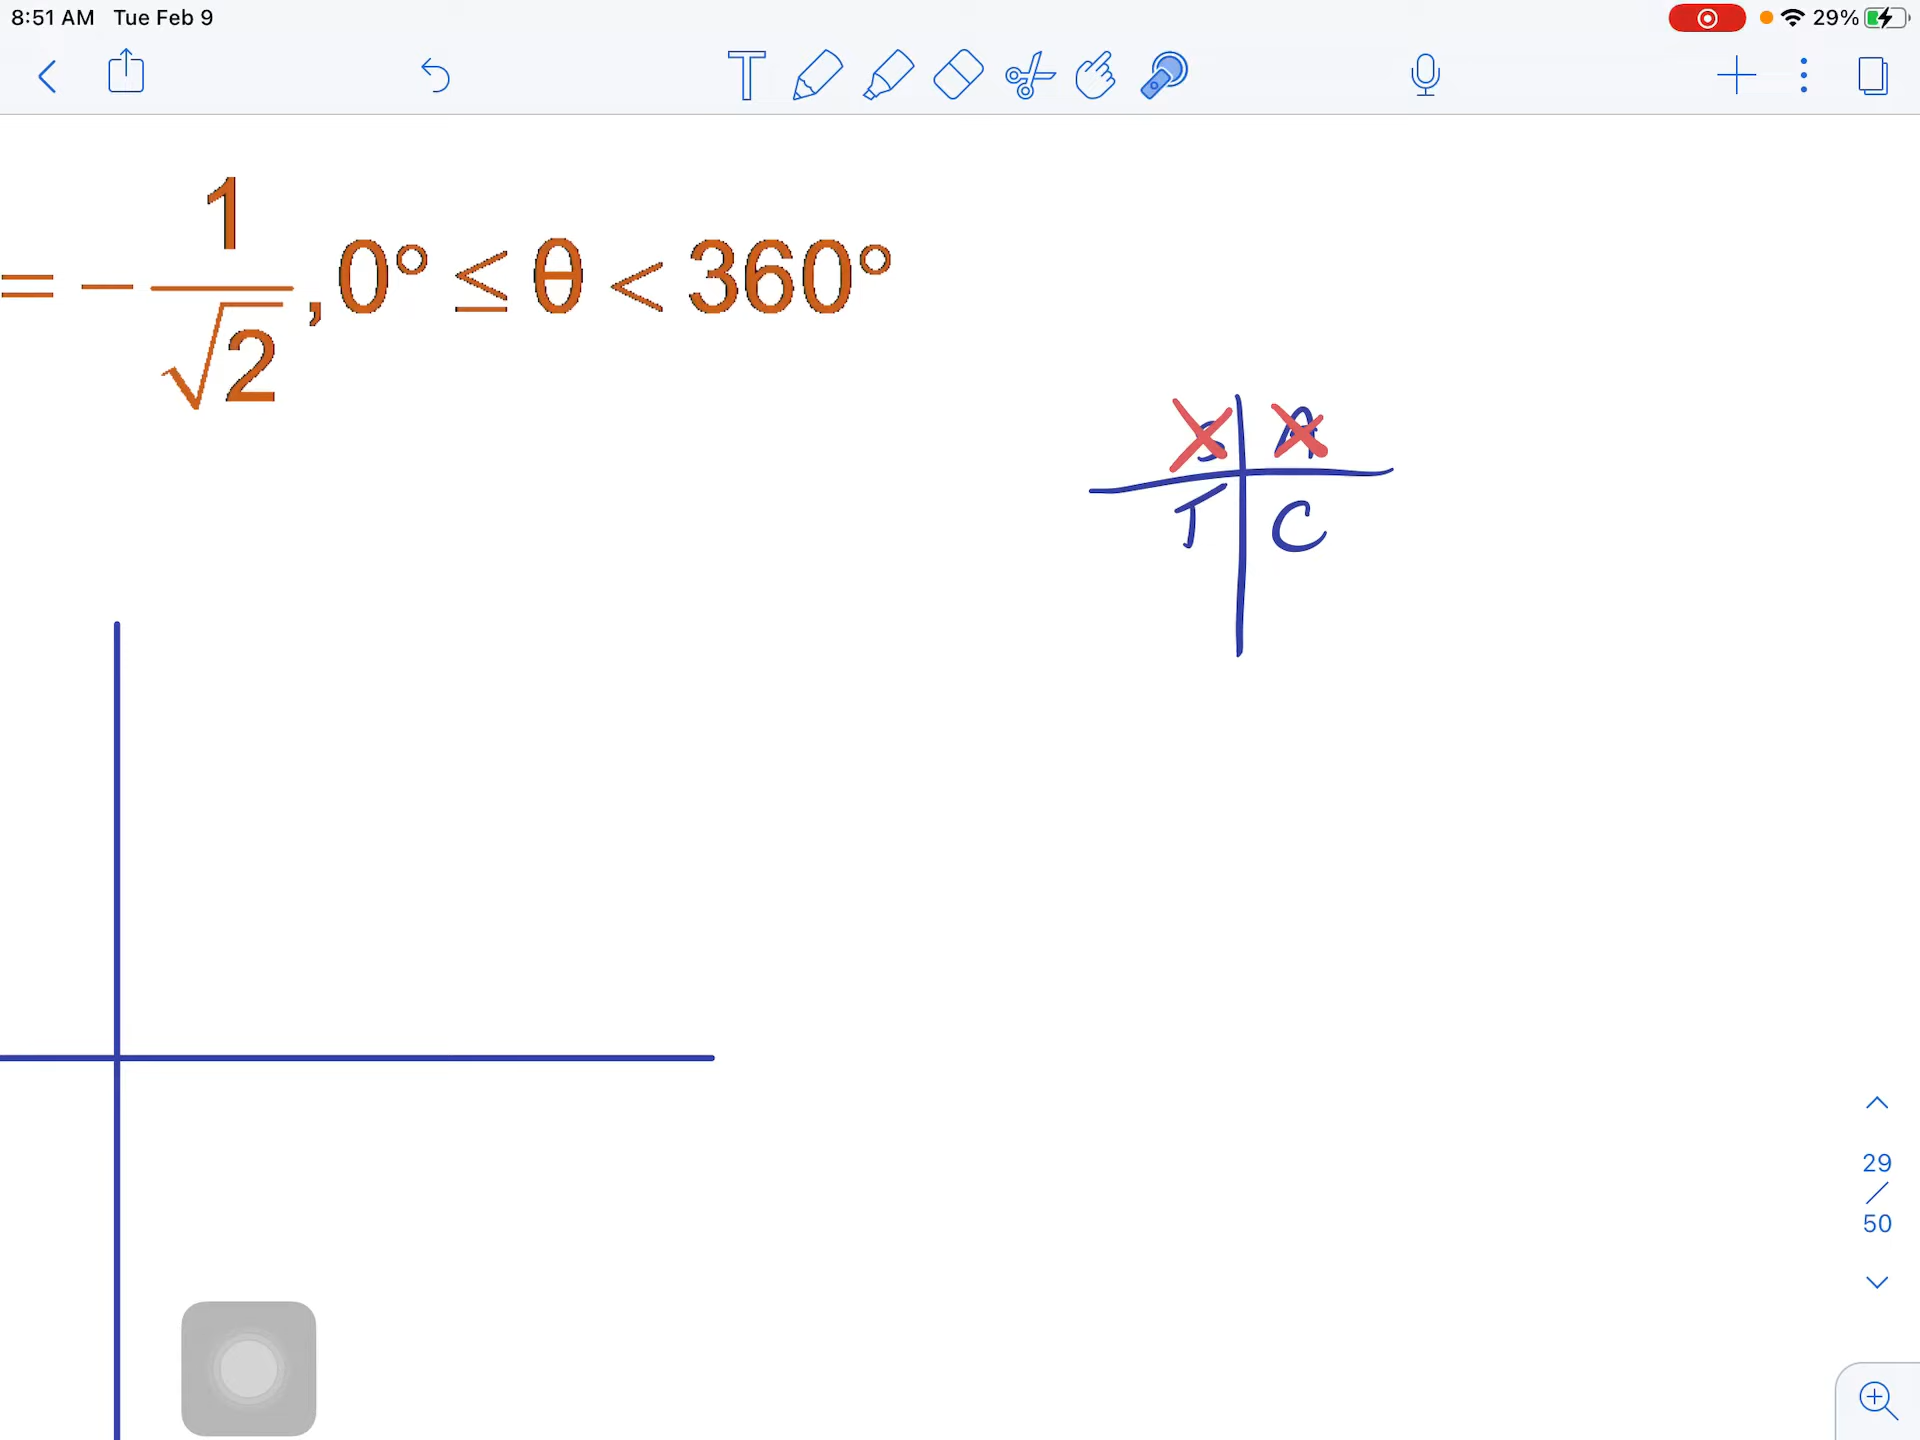 8:51 AM Tue Feb 9
29%
T
= - 1/√2, 0° ≤ θ < 360°
S A
T C
29
/
50